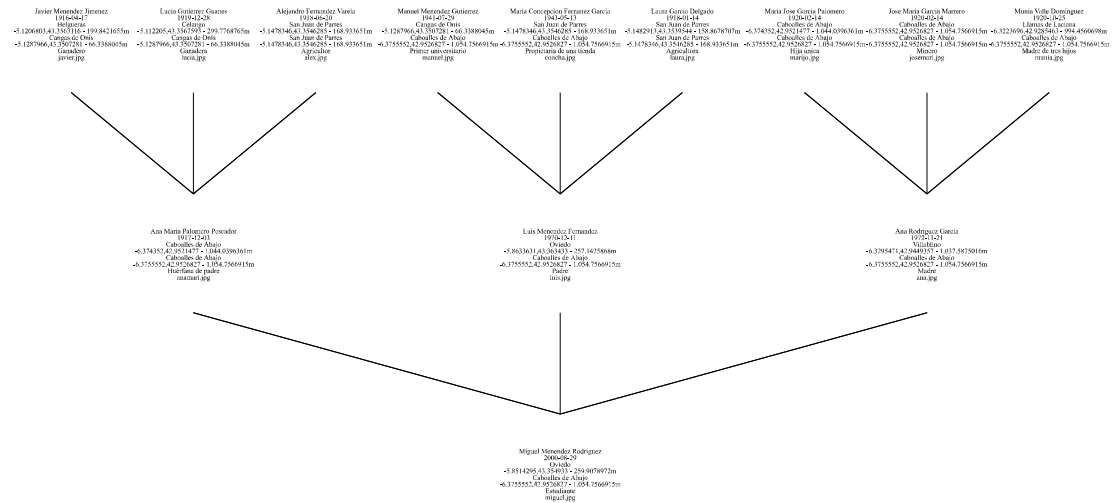 Javier Menendez Jimenez
1916-04-17
Helgueras
-5.1206803,43.3563116 - 199.8421655m
Cangas de Onis
-5.1287966,43.3507281 - 66.3388045m
Ganadero
javier.jpg
Lucia Gutierrez Guanes
1919-12-28
Celango
-5.112205,43.3567593 - 299.7768765m
Cangas de Onis
-5.1287966,43.3507281 - 66.3388045m
Ganadera
lucia.jpg
Alejandro Fernandez Varela
1918-06-20
San Juan de Parres
-5.1478346,43.3546285 - 168.933651m
San Juan de Parres
-5.1478346,43.3546285 - 168.933651m
Agricultor
alex.jpg
Manuel Menendez Gutierrez
1941-07-29
Cangas de Onis
-5.1287966,43.3507281 - 66.3388045m
Caboalles de Abajo
-6.3755552,42.9526827 - 1.054.7566915m
Primer universitario
manuel.jpg
Maria Concepcion Fernanez Garcia
1943-05-13
San Juan de Parres
-5.1478346,43.3546285 - 168.933651m
Caboalles de Abajo
-6.3755552,42.9526827 - 1.054.7566915m
Propietaria de una tienda
concha.jpg
Laura Garcia Delgado
1918-01-14
San Juan de Parres
-5.1482913,43.3539544 - 158.8678707m
San Juan de Parres
-5.1478346,43.3546285 - 168.933651m
Agricultora
laura.jpg
Maria Jose Garcia Palomero
1920-02-14
Caboalles de Abajo
-6.374352,42.9521477 - 1.044.0396361m
Caboalles de Abajo
-6.3755552,42.9526827 - 1.054.7566915m
Hija unica
marijo.jpg
Jose Maria Garcia Marrero
1920-02-14
Caboalles de Abajo
-6.3755552,42.9526827 - 1.054.7566915m
Caboalles de Abajo
-6.3755552,42.9526827 - 1.054.7566915m
Minero
josemari.jpg
Munia Valle Dominguez
1920-10-25
Llamas de Laciana
-6.3223696,42.9285463 - 994.4560698m
Caboalles de Abajo
-6.3755552,42.9526827 - 1.054.7566915m
Madre de tres hijos
munia.jpg
Ana Maria Palomero Pescador
1917-12-03
Caboalles de Abajo
-6.374352,42.9521477 - 1.044.0396361m
Caboalles de Abajo
-6.3755552,42.9526827 - 1.054.7566915m
Huérfana de padre
anamari.jpg
Luis Menendez Fernandez
1970-12-11
Oviedo
-5.8633631,43.363433 - 257.1425868m
Caboalles de Abajo
-6.3755552,42.9526827 - 1.054.7566915m
Padre
luis.jpg
Ana Rodriguez Garcia
1972-11-21
Villablino
-6.3295471,42.9449357 - 1.037.5875016m
Caboalles de Abajo
-6.3755552,42.9526827 - 1.054.7566915m
Madre
ana.jpg
Miguel Menendez Rodriguez
2000-08-29
Oviedo
-5.8514295,43.354933 - 259.9078972m
Caboalles de Abajo
-6.3755552,42.9526827 - 1.054.7566915m
Estudiante
miguel.jpg